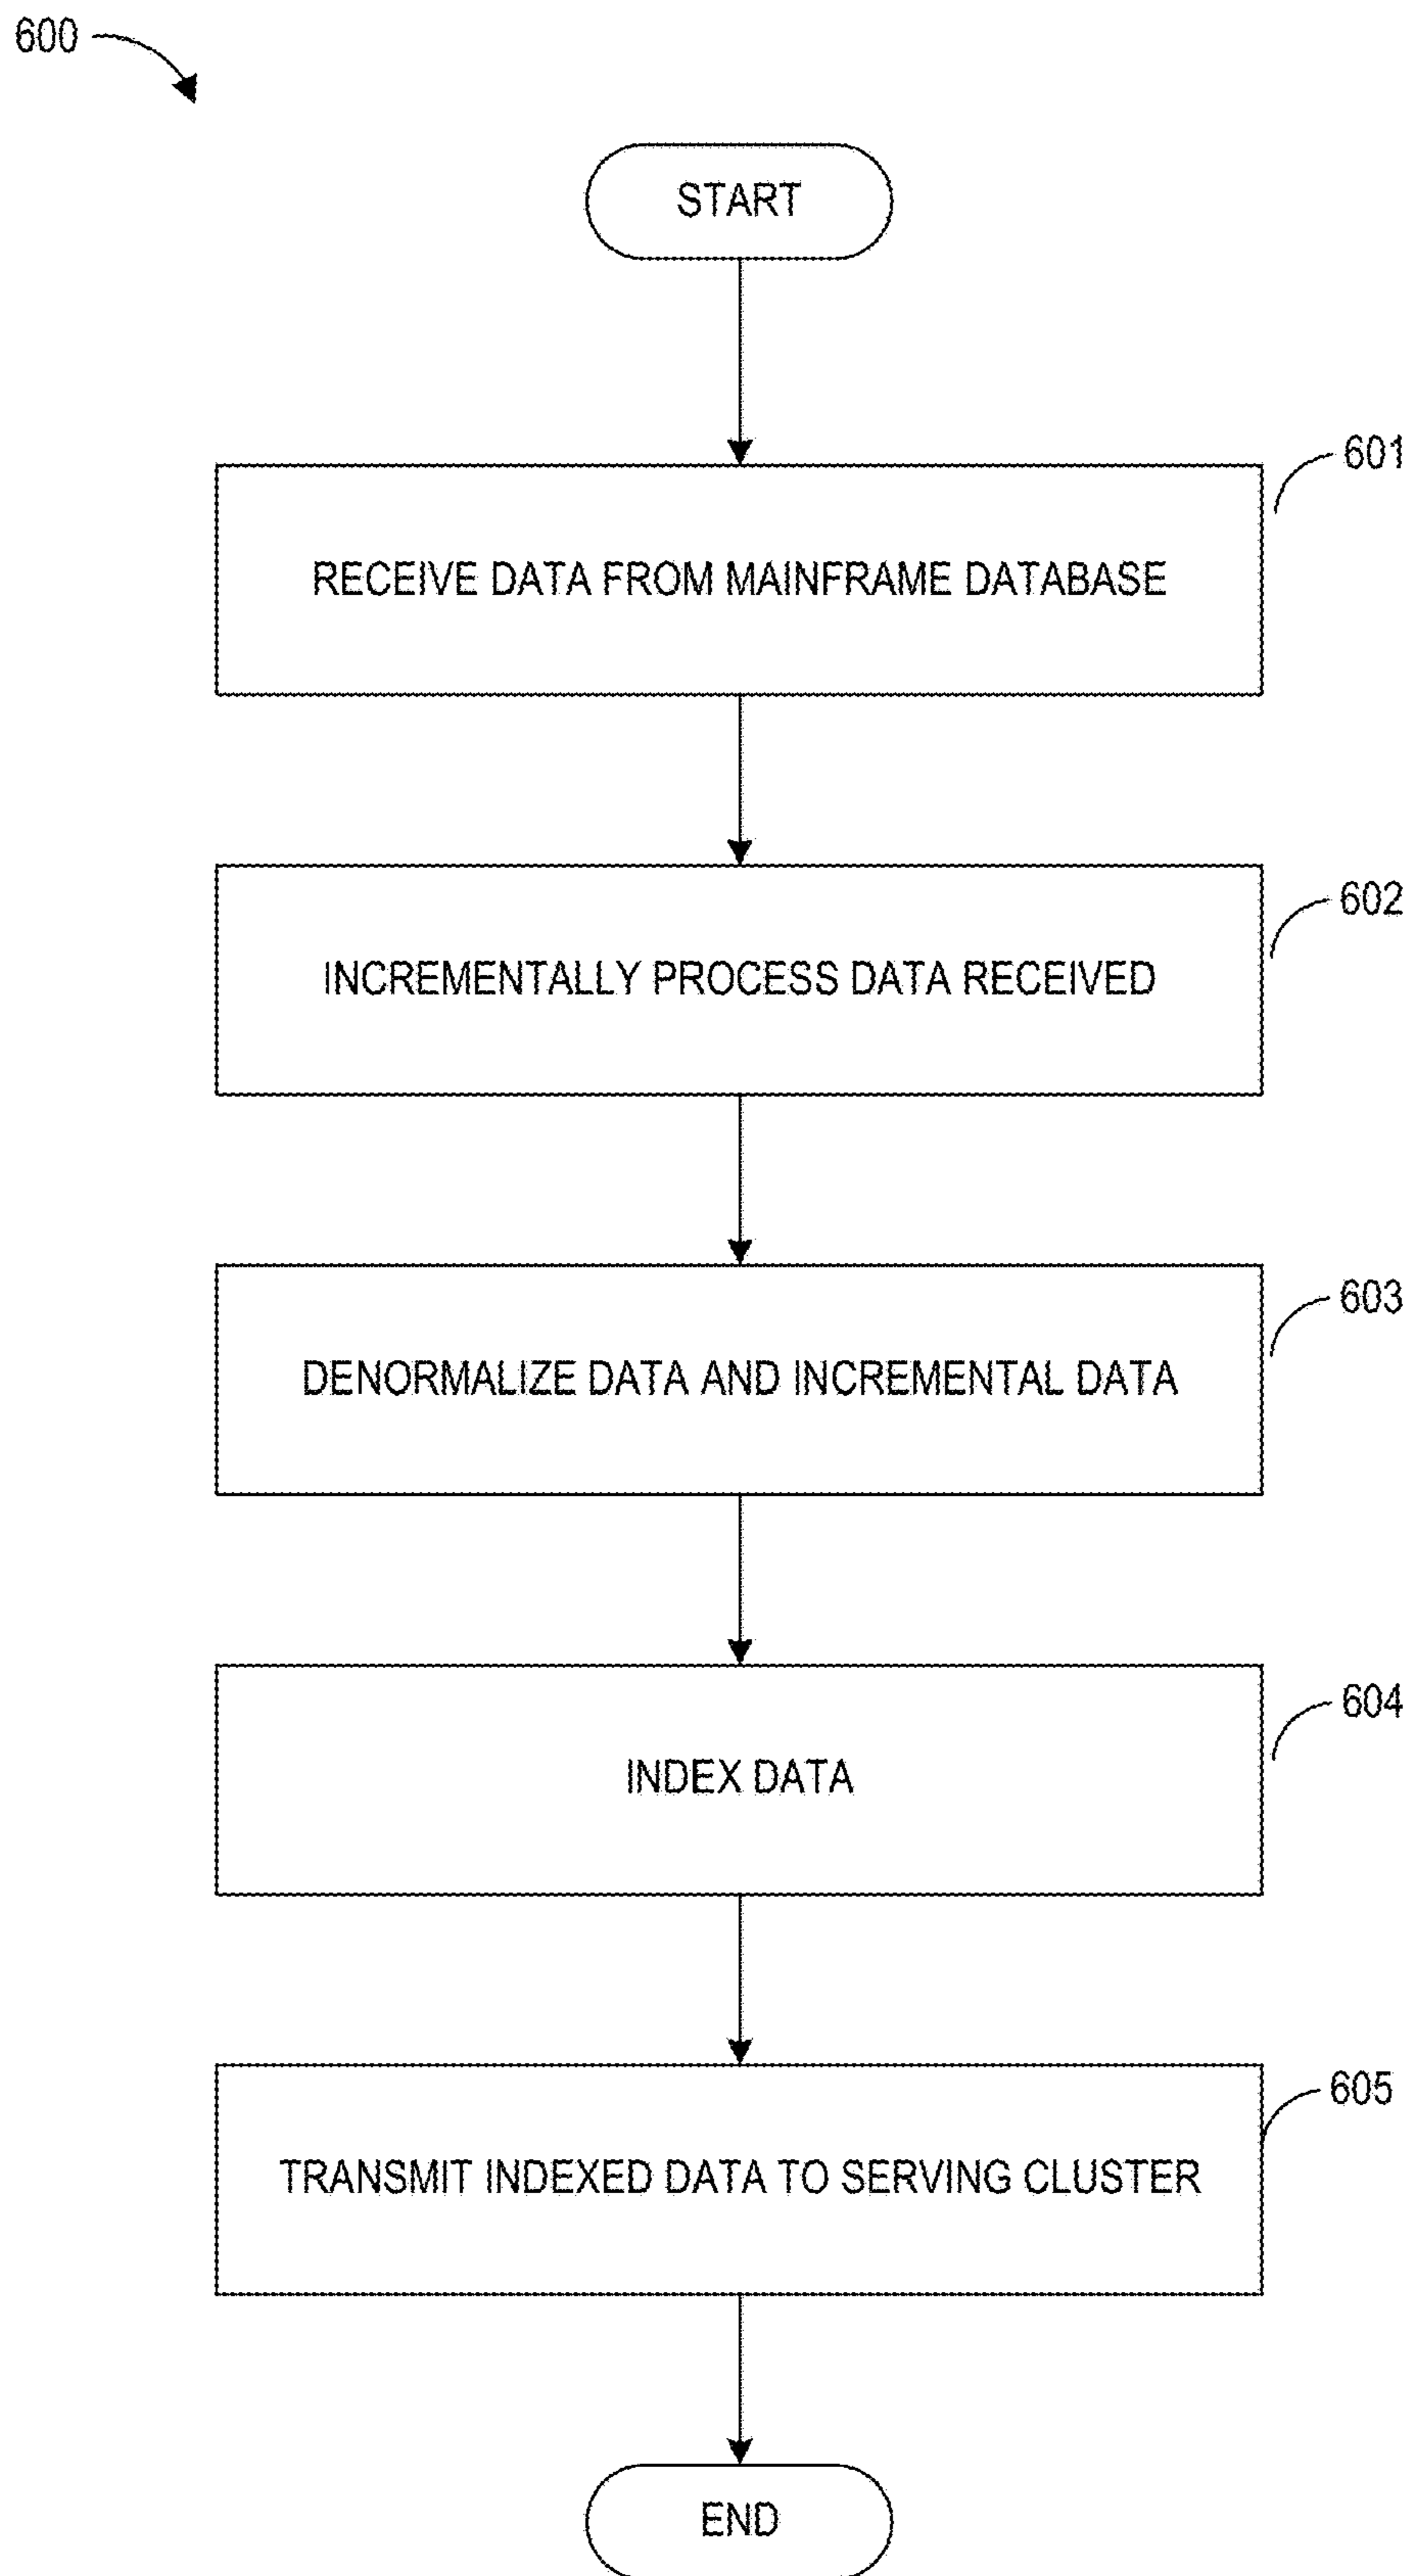 600
START
601
RECEIVE DATA FROM MAINFRAME DATABASE
602
INCREMENTALLY PROCESS DATA RECEIVED
603
DENORMALIZE DATA AND INCREMENTAL DATA
604
INDEX DATA
605
TRANSMIT INDEXED DATA TO SERVING CLUSTER
END